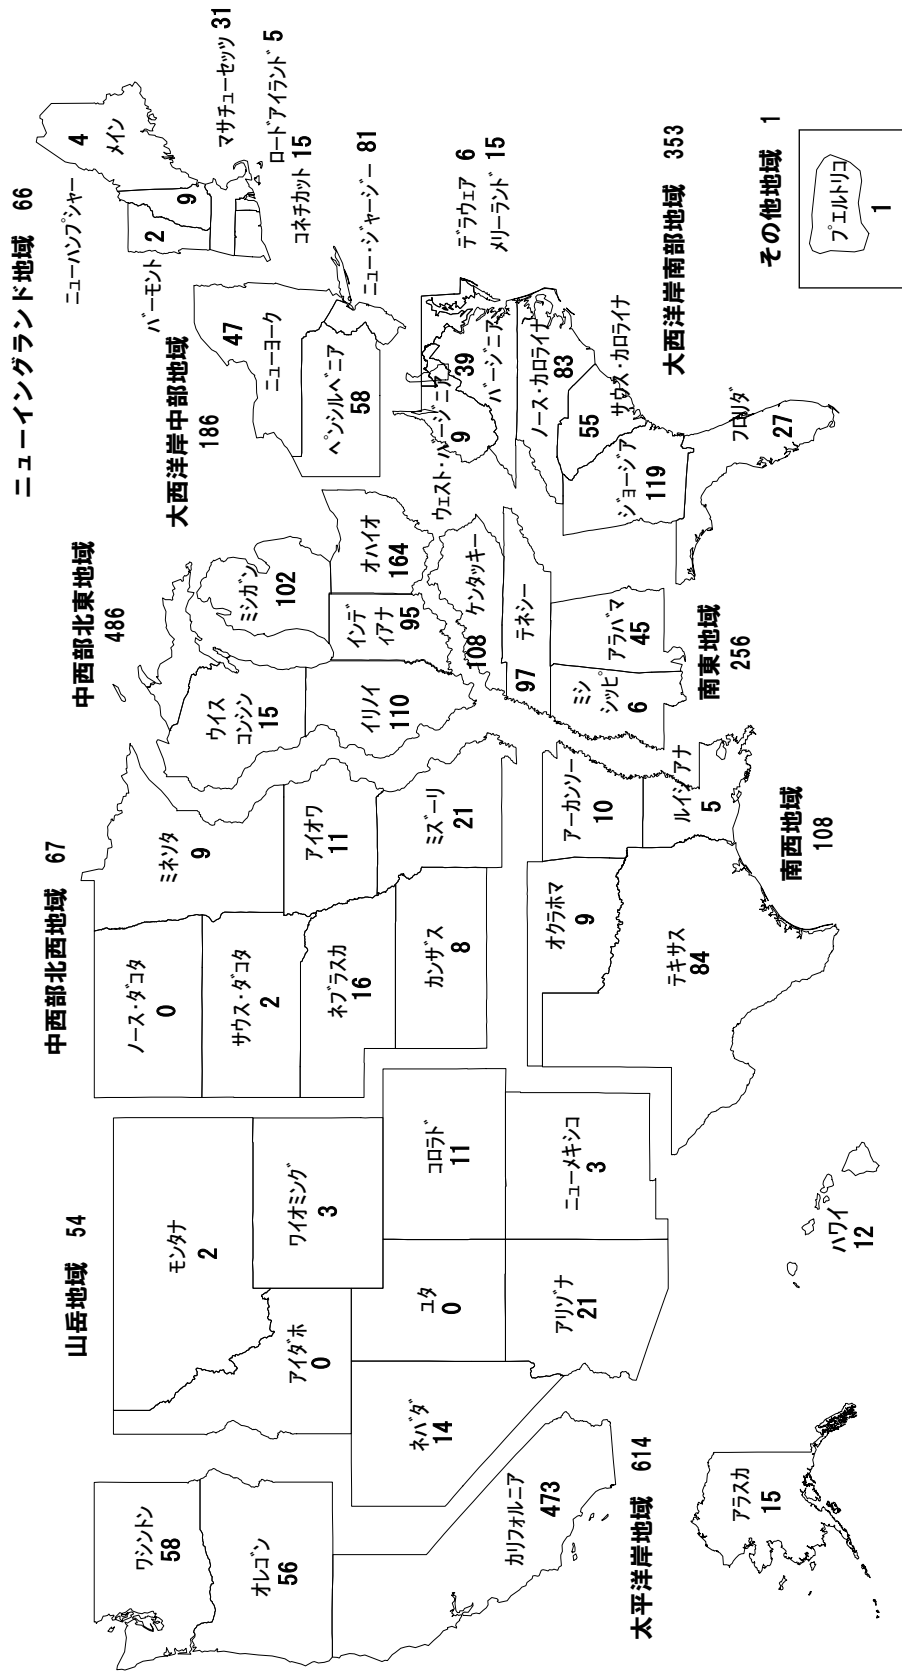 ニューイングランド地域 66
ニューハンプシャー
9
バーモント
2
メイン
4
マサチューセッツ 31
ロードアイランド 5
コネチカット 15
大西洋岸中部地域
186
ニューヨーク
47
ペンシルベニア
58
ニュー・ジャージー 81
中西部北東地域
486
ウイス
コンシン
15
ミシガン
102
イリノイ
110
インデ
ィアナ
95
オハイオ
164
中西部北西地域 67
ノース・ダコタ
0
サウス・ダコタ
2
ネブラスカ
16
カンザス
8
ミネソタ
9
アイオワ
11
ミズーリ
21
山岳地域 54
モンタナ
2
ワイオミング
3
アイダホ
0
コロラド
11
ユタ
0
ネバダ
14
ニューメキシコ
3
アリゾナ
21
ワシントン
58
オレゴン
56
カリフォルニア
473
太平洋岸地域 614
アラスカ
15
ハワイ
12
オクラホマ
9
アーカンソー
10
テキサス
84
ルイジアナ
5
南西地域
108
ケンタッキー
108
テネシー
97
ミシ
シッピ
6
アラバマ
45
南東地域
256
デラウェア 6
メリーランド 15
ウェスト・バージニア
9
バージニア
39
ノース・カロライナ
83
サウス・カロライナ
55
ジョージア
119
フロリダ
27
大西洋岸南部地域 353
その他地域 1
プエルトリコ
1